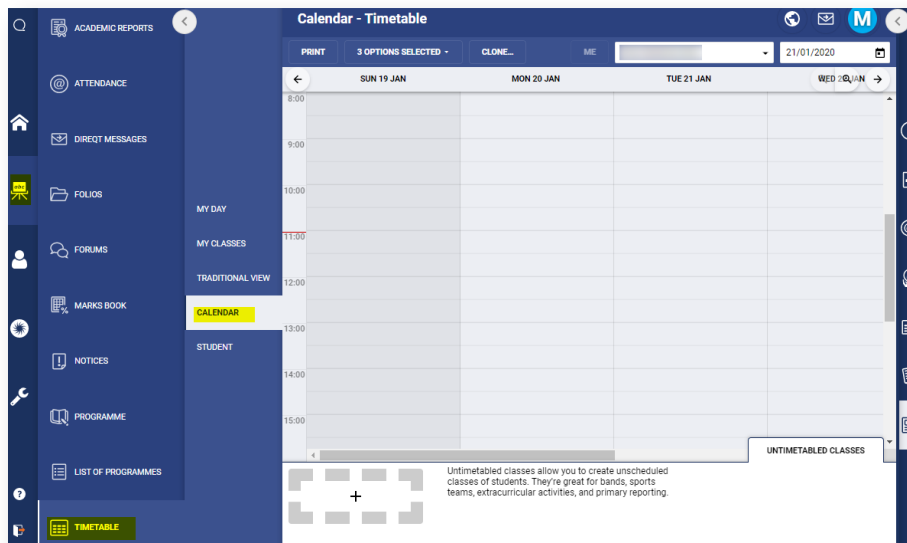 ACADEMIC REPORTS
ATTENDANCE
DIREQT MESSAGES
FOLIOS
FORUMS
MARKS BOOK
NOTICES
PROGRAMME
LIST OF PROGRAMMES
TIMETABLE
abc
MY DAY
MY CLASSES
TRADITIONAL VIEW
CALENDAR
STUDENT
Calendar - Timetable
M
PRINT
3 OPTIONS SELECTED
CLONE...
ME
21/01/2020
SUN 19 JAN
MON 20 JAN
TUE 21 JAN
WED JAN
8:00
9:00
10:00
11:00
12:00
13:00
14:00
15:00
UNTIMETABLED CLASSES
Untimetabled classes allow you to create unscheduled
classes of students. They're great for bands, sports
teams, extracurricular activities, and primary reporting.